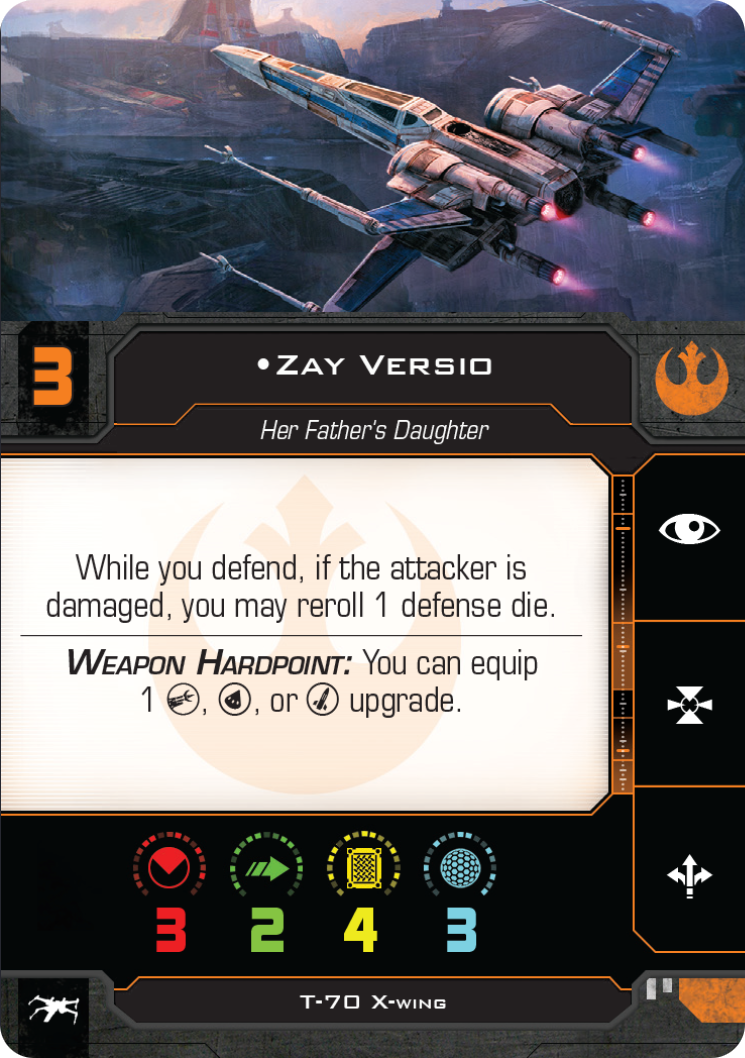 3
•Zay Versio
Her Father's Daughter
While you defend, if the attacker is
damaged, you may reroll 1 defense die.
Weapon Hardpoint: You can equip
1 , , or upgrade.
3 2 4 3
T-70 X-wing